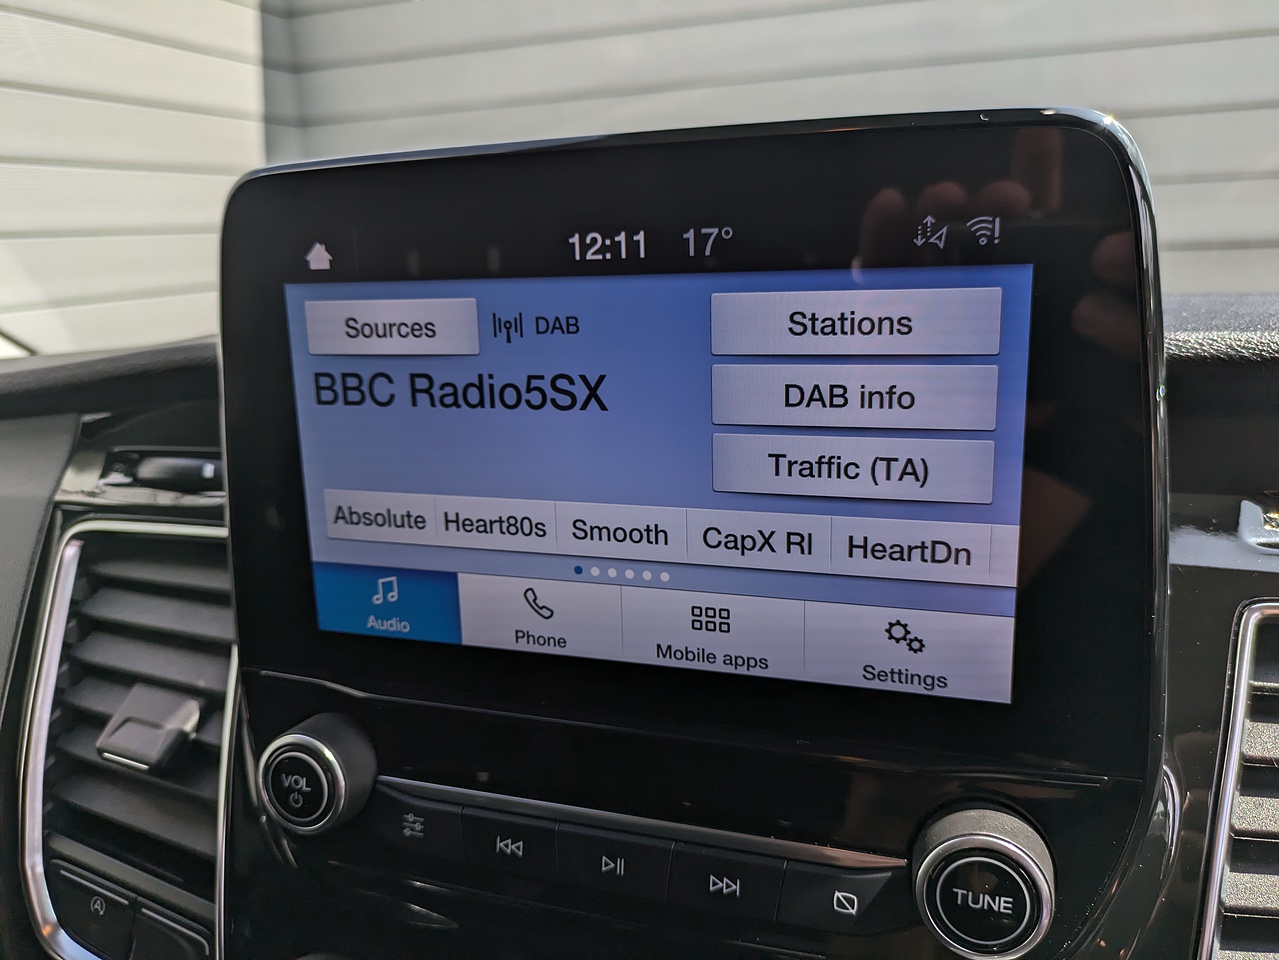 12:11 17°
Sources DAB Stations
BBC Radio5SX
DAB info
Traffic (TA)
Absolute Heart80s Smooth CapX RI HeartDn
Audio Phone Mobile apps Settings
VOL
TUNE
A